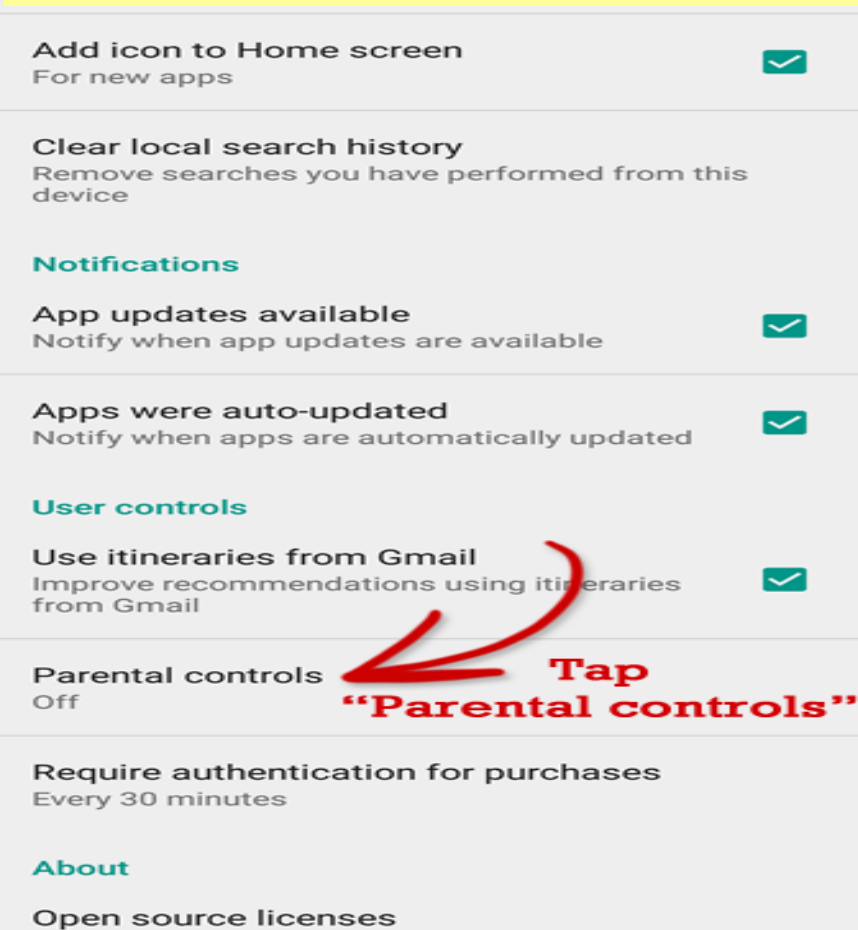 Add icon to Home screen
For new apps
Clear local search history
Remove searches you have performed from this
device
Notifications
App updates available
Notify when app updates are available
Apps were auto-updated
Notify when apps are automatically updated
User controls
Use itineraries from Gmail
Improve recommendations using itineraries
from Gmail
Parental controls
Off
Tap
“Parental controls”
Require authentication for purchases
Every 30 minutes
About
Open source licenses